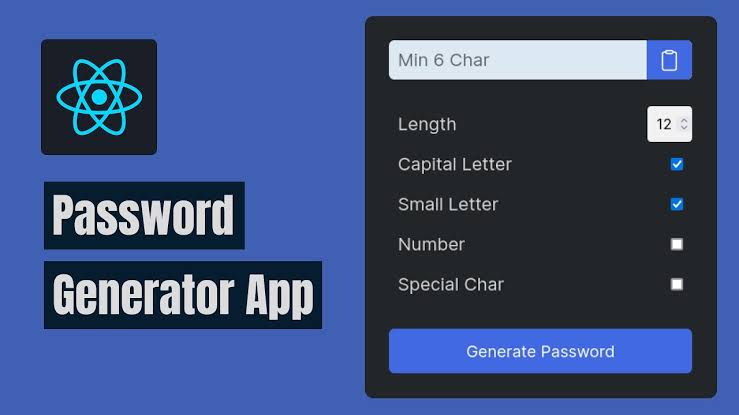 Password
Generator App
Min 6 Char
Length 12
Capital Letter
Small Letter
Number
Special Char
Generate Password